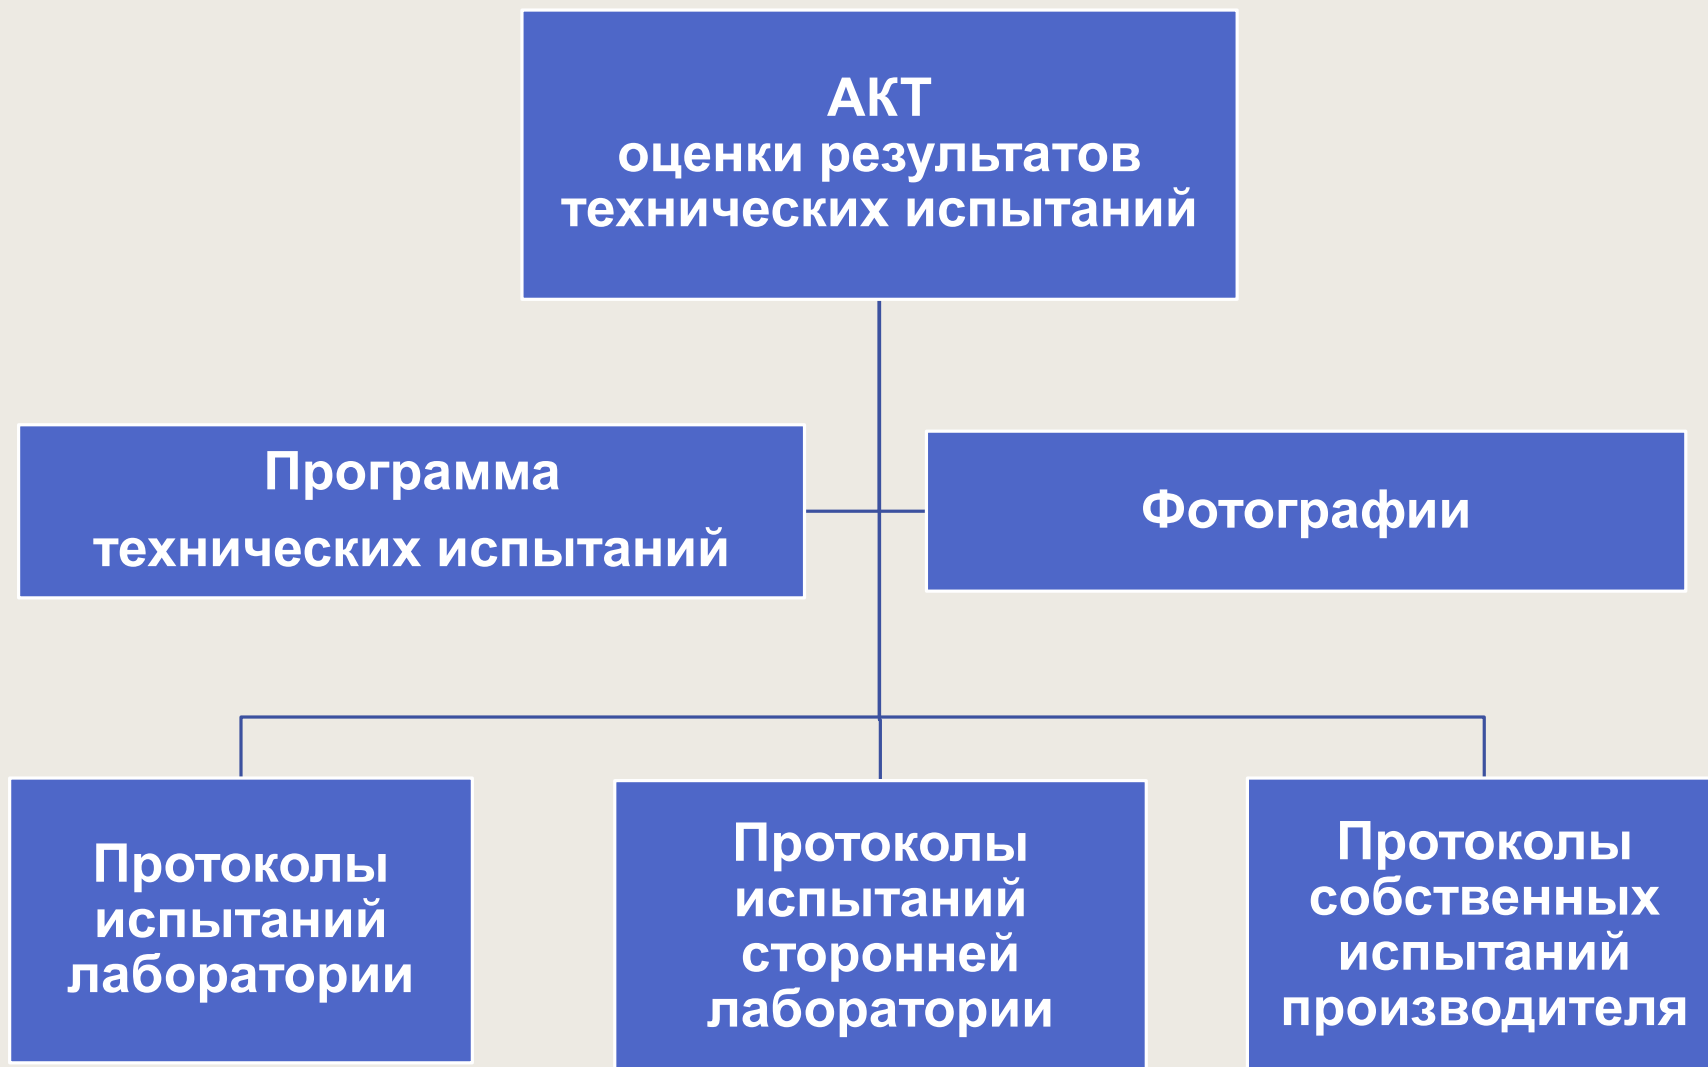 АКТ
оценки результатов
технических испытаний
Программа
технических испытаний
Фотографии
Протоколы
испытаний
лаборатории
Протоколы
испытаний
сторонней
лаборатории
Протоколы
собственных
испытаний
производителя